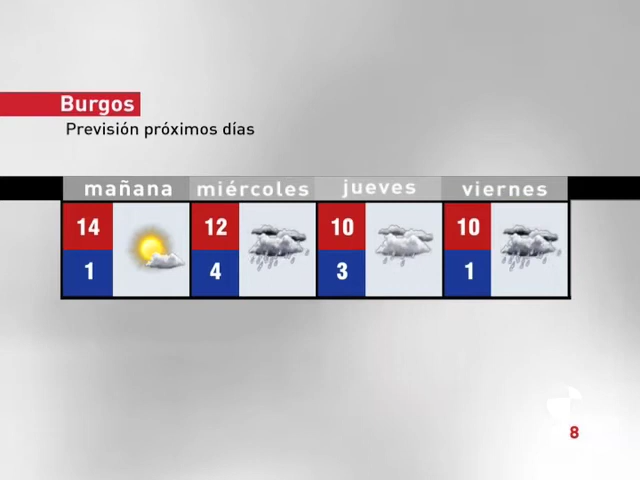 Burgos
Previsión próximos días
mañana miércoles jueves viernes
14 12 10 10
1 4 3 1
8